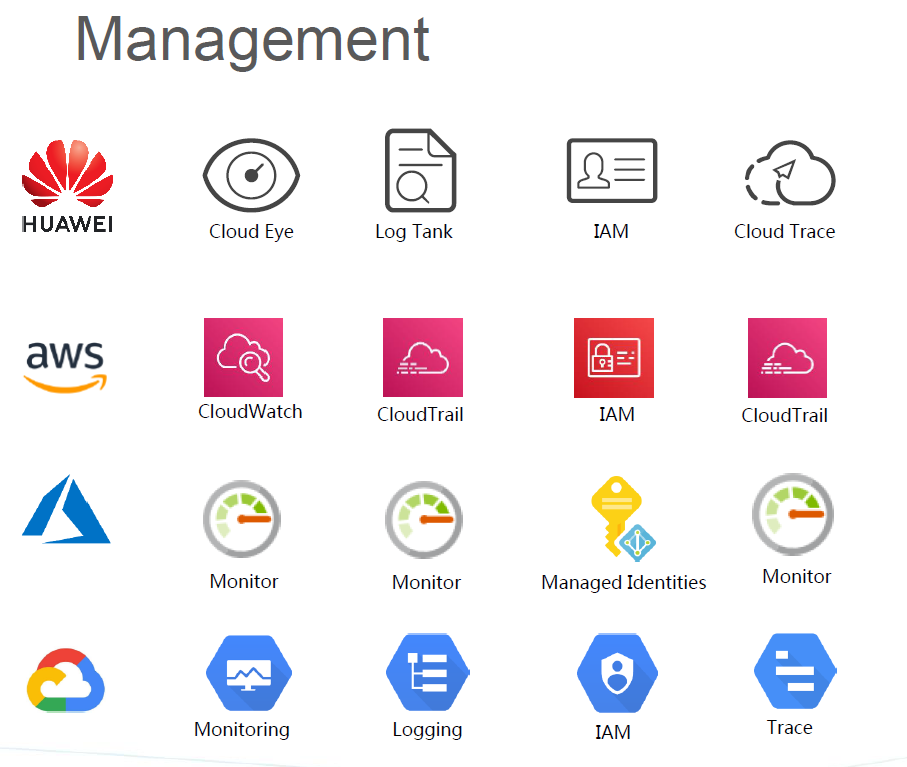 Management
HUAWEI
Cloud Eye
Log Tank
IAM
Cloud Trace
aws
CloudWatch
CloudTrail
IAM
CloudTrail
Monitor
Monitor
Managed Identities
Monitor
Monitoring
Logging
IAM
Trace